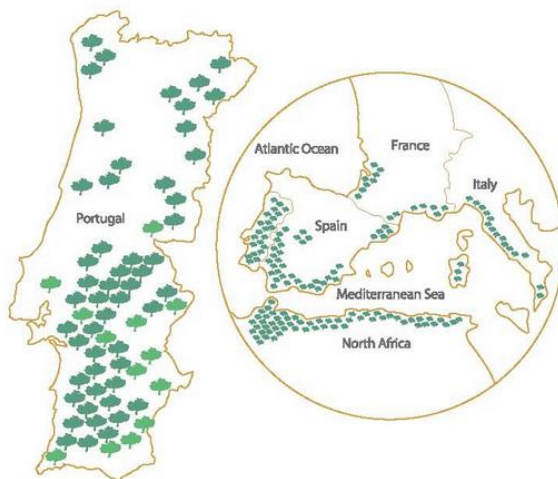 Portugal
Atlantic Ocean
France
Italy
Spain
Mediterranean Sea
North Africa